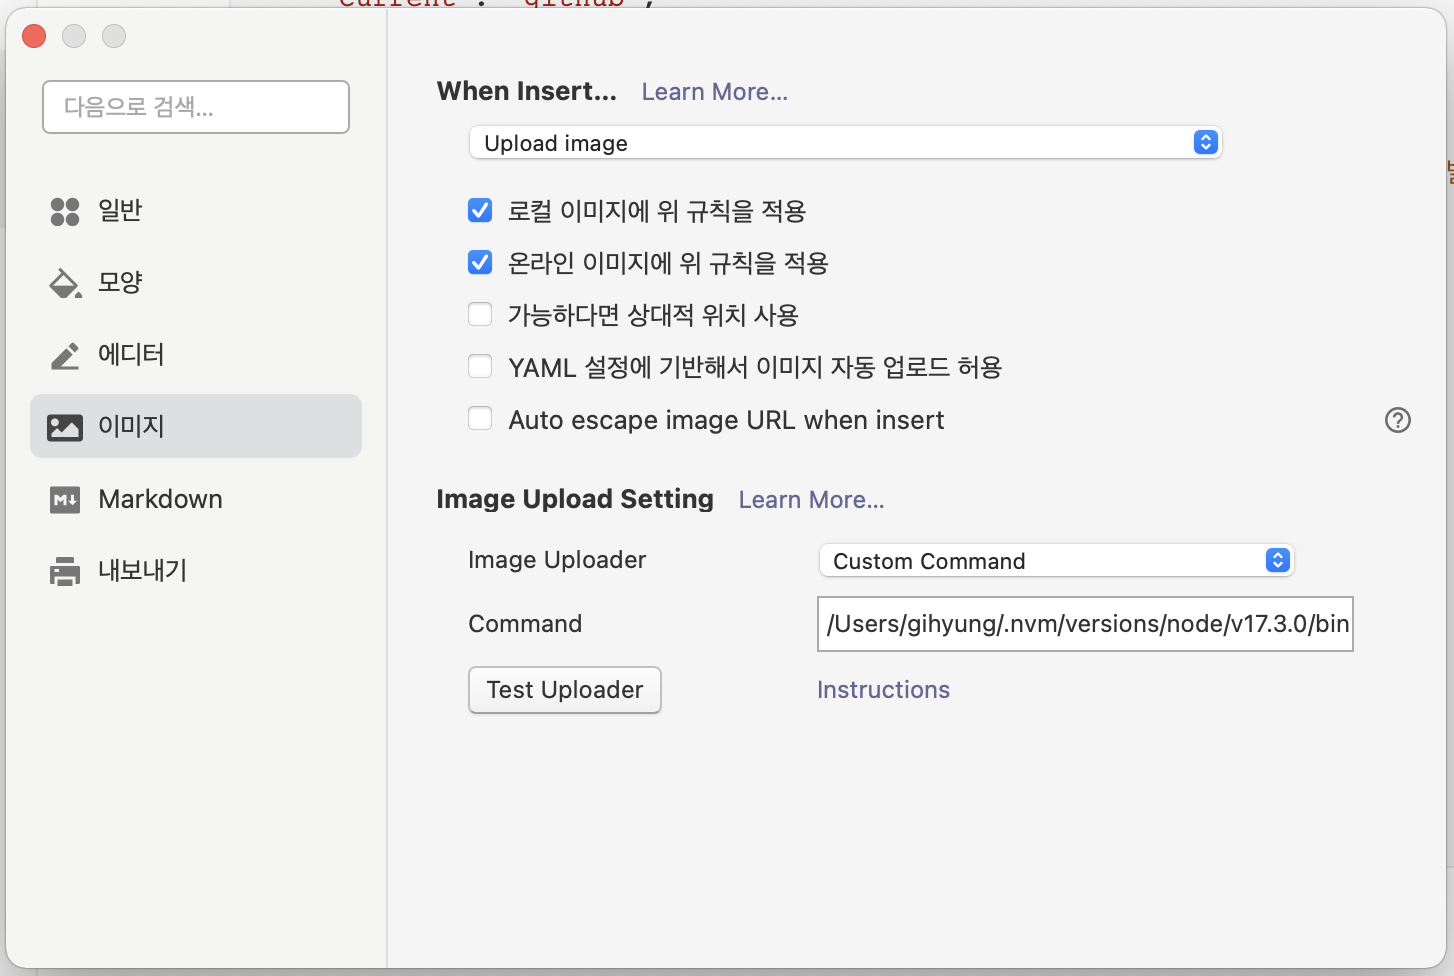 다음으로 검색...
일반
모양
에디터
이미지
Markdown
내보내기
When Insert... Learn More...
Upload image
로컬 이미지에 위 규칙을 적용
온라인 이미지에 위 규칙을 적용
가능하다면 상대적 위치 사용
YAML 설정에 기반해서 이미지 자동 업로드 허용
Auto escape image URL when insert
Image Upload Setting Learn More...
Image Uploader Custom Command
Command /Users/gihyung/.nvm/versions/node/v17.3.0/bin
Test Uploader Instructions